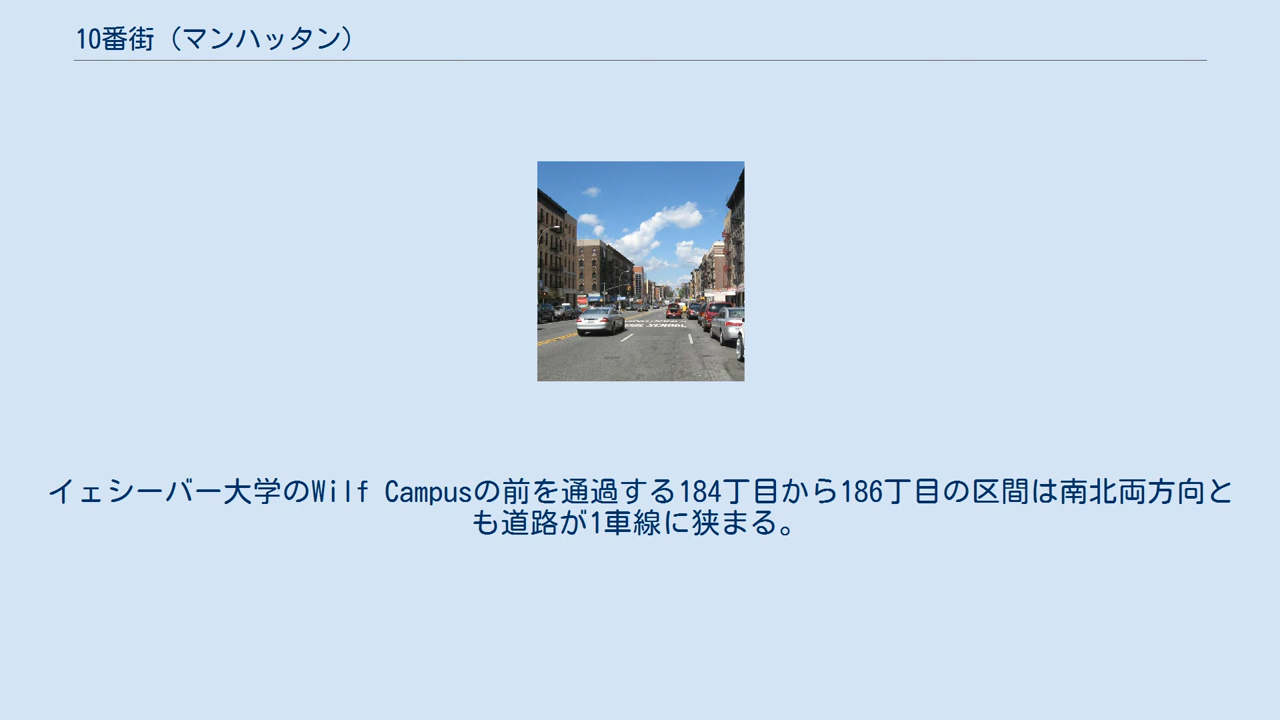 10番街（マンハッタン）
イェシーバー大学のWilf Campusの前を通過する184丁目から186丁目の区間は南北両方向と
も道路が1車線に狭まる。